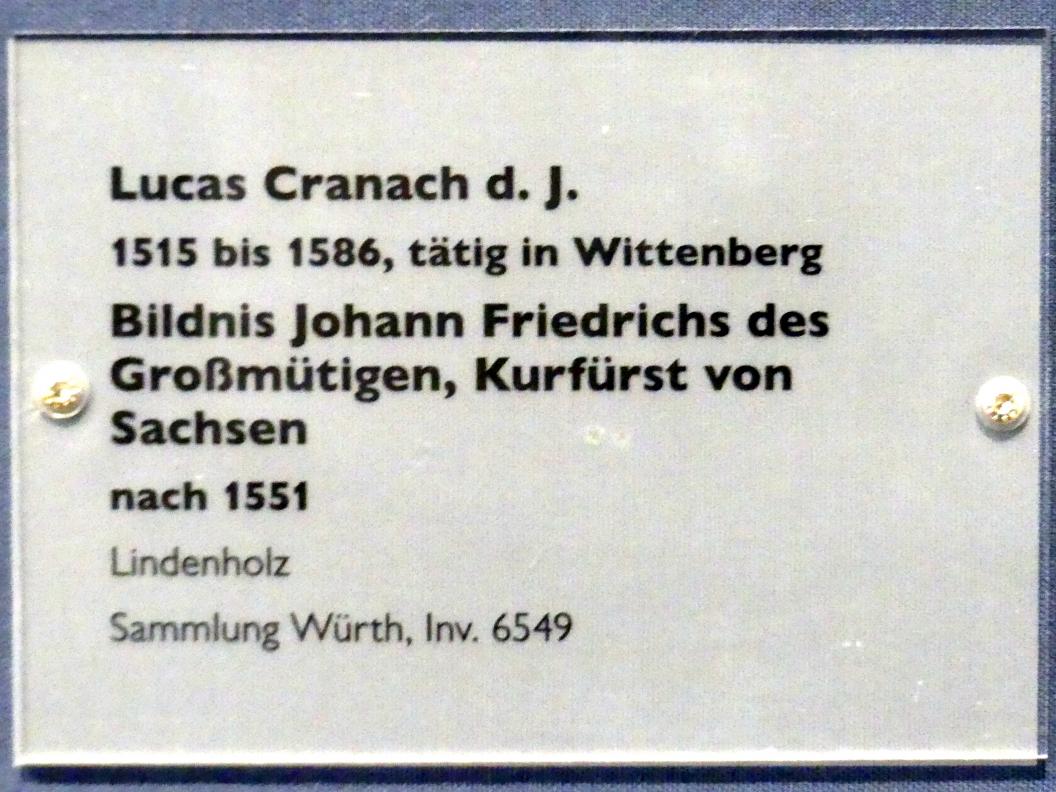 Lucas Cranach d. J.
1515 bis 1586, tätig in Wittenberg
Bildnis Johann Friedrichs des
Großmütigen, Kurfürst von
Sachsen
nach 1551
Lindenholz
Sammlung Würth, Inv. 6549